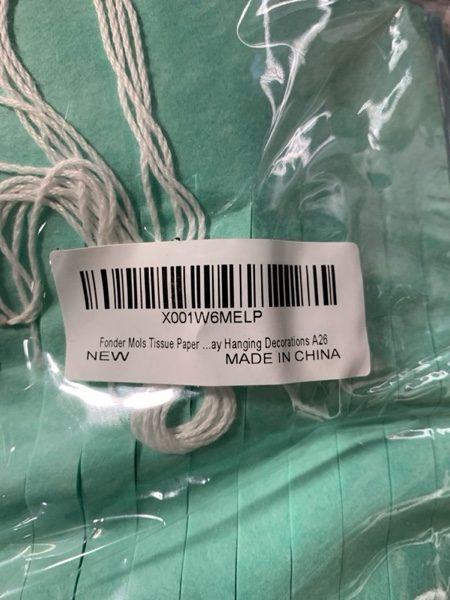 X001W6MELP
Fonder Mols Tissue Paper ...ay Hanging Decorations A26
NEW MADE IN CHINA